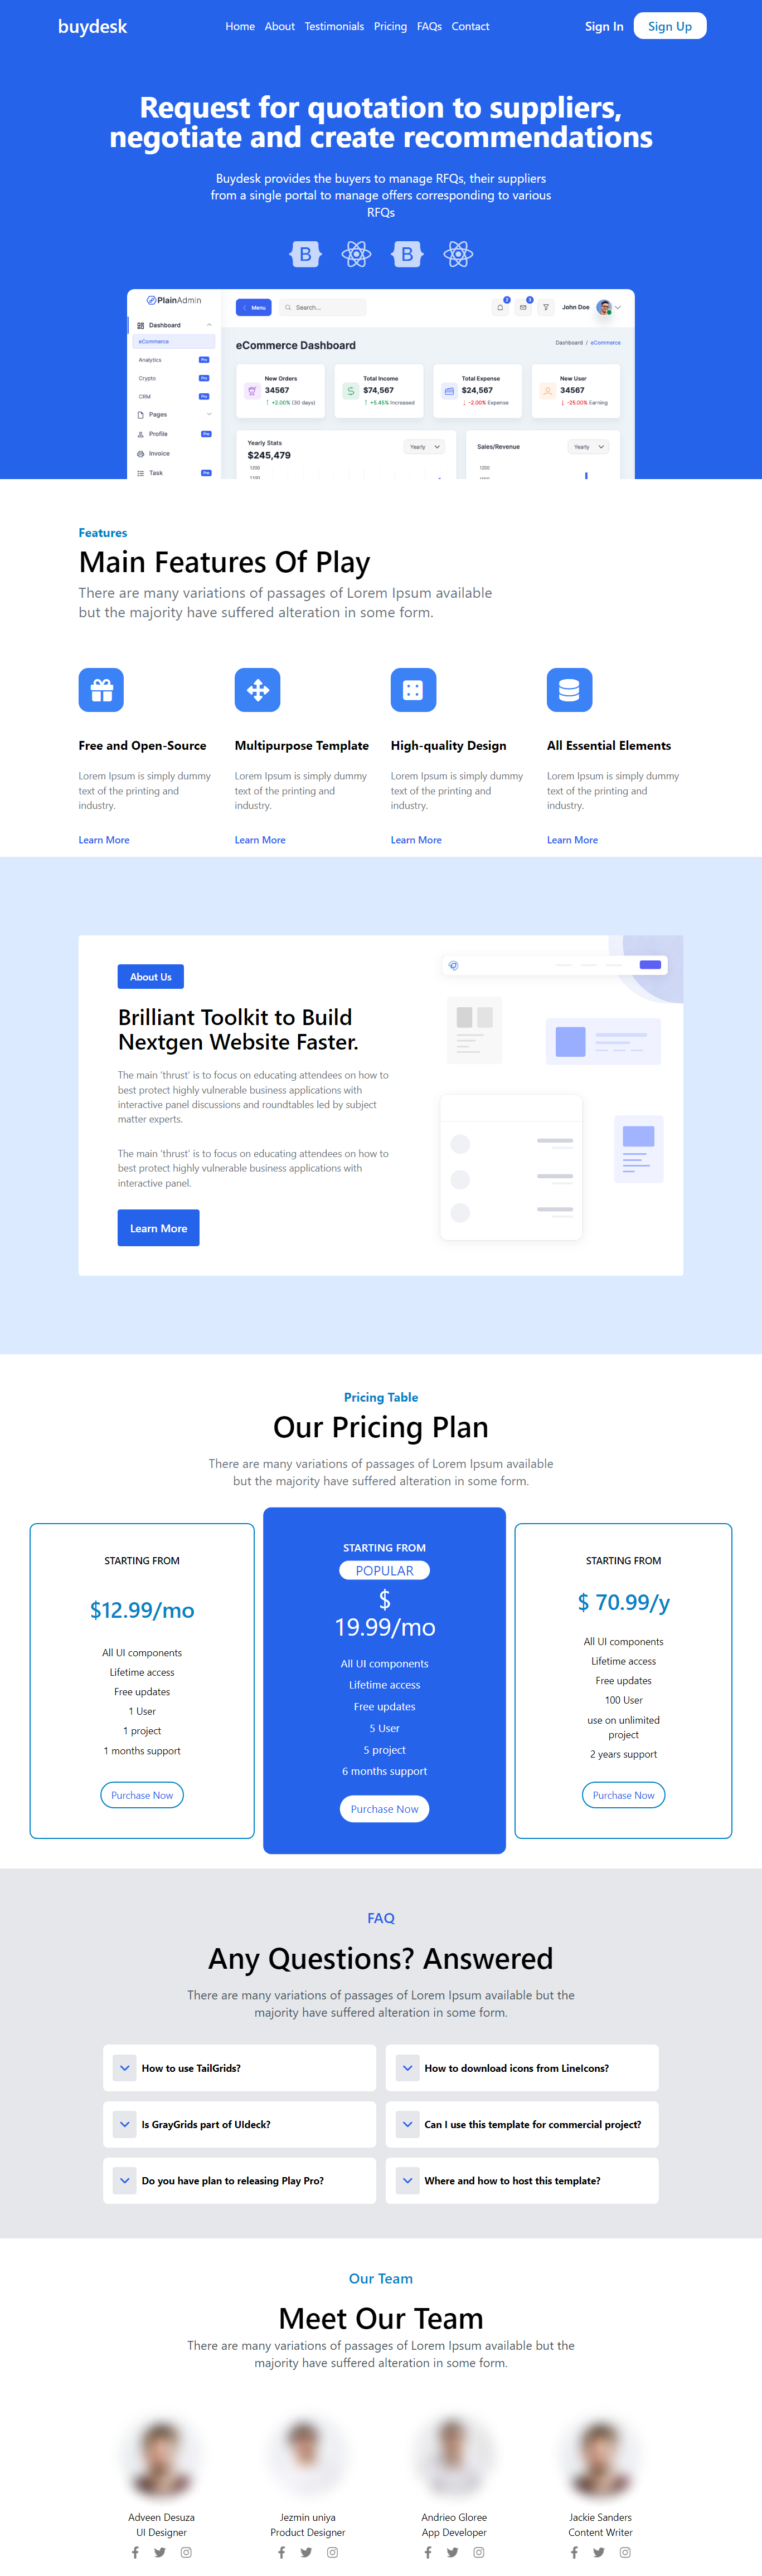 buydesk
Home About Testimonials Pricing FAQs Contact
Sign In Sign Up
Request for quotation to suppliers,
negotiate and create recommendations
Buydesk provides the buyers to manage RFQs, their suppliers
from a single portal to manage offers corresponding to various
RFQs
B B
PlainAdmin
Menu
Search...
2 3
John Doe
Dashboard
eCommerce
Analytics Pro
Crypto Pro
CRM Pro
Pages
Profile Pro
Invoice
Task Pro
eCommerce Dashboard
Dashboard / eCommerce
New Orders
34567
↑ +2.00% (30 days)
Total Income
$74,567
↑ +5.45% Increased
Total Expense
$24,567
↓ -2.00% Expense
New User
34567
↓ -25.00% Earning
Yearly Stats
$245,479
Yearly
1200
1100
Sales/Revenue
Yearly
1200
Features
Main Features Of Play
There are many variations of passages of Lorem Ipsum available
but the majority have suffered alteration in some form.
Free and Open-Source
Lorem Ipsum is simply dummy
text of the printing and
industry.
Learn More
Multipurpose Template
Lorem Ipsum is simply dummy
text of the printing and
industry.
Learn More
High-quality Design
Lorem Ipsum is simply dummy
text of the printing and
industry.
Learn More
All Essential Elements
Lorem Ipsum is simply dummy
text of the printing and
industry.
Learn More
About Us
Brilliant Toolkit to Build
Nextgen Website Faster.
The main 'thrust' is to focus on educating attendees on how to
best protect highly vulnerable business applications with
interactive panel discussions and roundtables led by subject
matter experts.
The main 'thrust' is to focus on educating attendees on how to
best protect highly vulnerable business applications with
interactive panel.
Learn More
Pricing Table
Our Pricing Plan
There are many variations of passages of Lorem Ipsum available
but the majority have suffered alteration in some form.
STARTING FROM
$12.99/mo
All UI components
Lifetime access
Free updates
1 User
1 project
1 months support
Purchase Now
STARTING FROM
POPULAR
$
19.99/mo
All UI components
Lifetime access
Free updates
5 User
5 project
6 months support
Purchase Now
STARTING FROM
$ 70.99/y
All UI components
Lifetime access
Free updates
100 User
use on unlimited
project
2 years support
Purchase Now
FAQ
Any Questions? Answered
There are many variations of passages of Lorem Ipsum available but the
majority have suffered alteration in some form.
How to use TailGrids?
How to download icons from LineIcons?
Is GrayGrids part of UIdeck?
Can I use this template for commercial project?
Do you have plan to releasing Play Pro?
Where and how to host this template?
Our Team
Meet Our Team
There are many variations of passages of Lorem Ipsum available but the
majority have suffered alteration in some form.
Adveen Desuza
UI Designer
Jezmin uniya
Product Designer
Andrieo Gloree
App Developer
Jackie Sanders
Content Writer